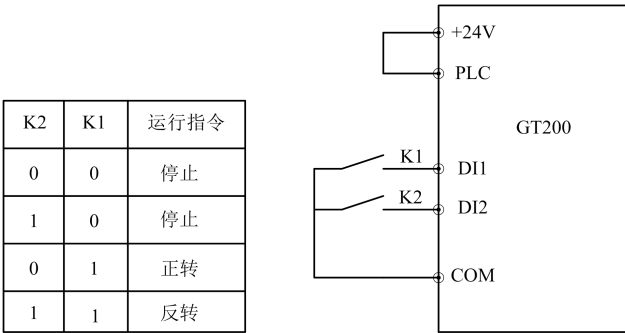 K2 K1 运行指令
0 0 停止
1 0 停止
0 1 正转
1 1 反转
+24V
PLC
GT200
K1 DI1
K2 DI2
COM